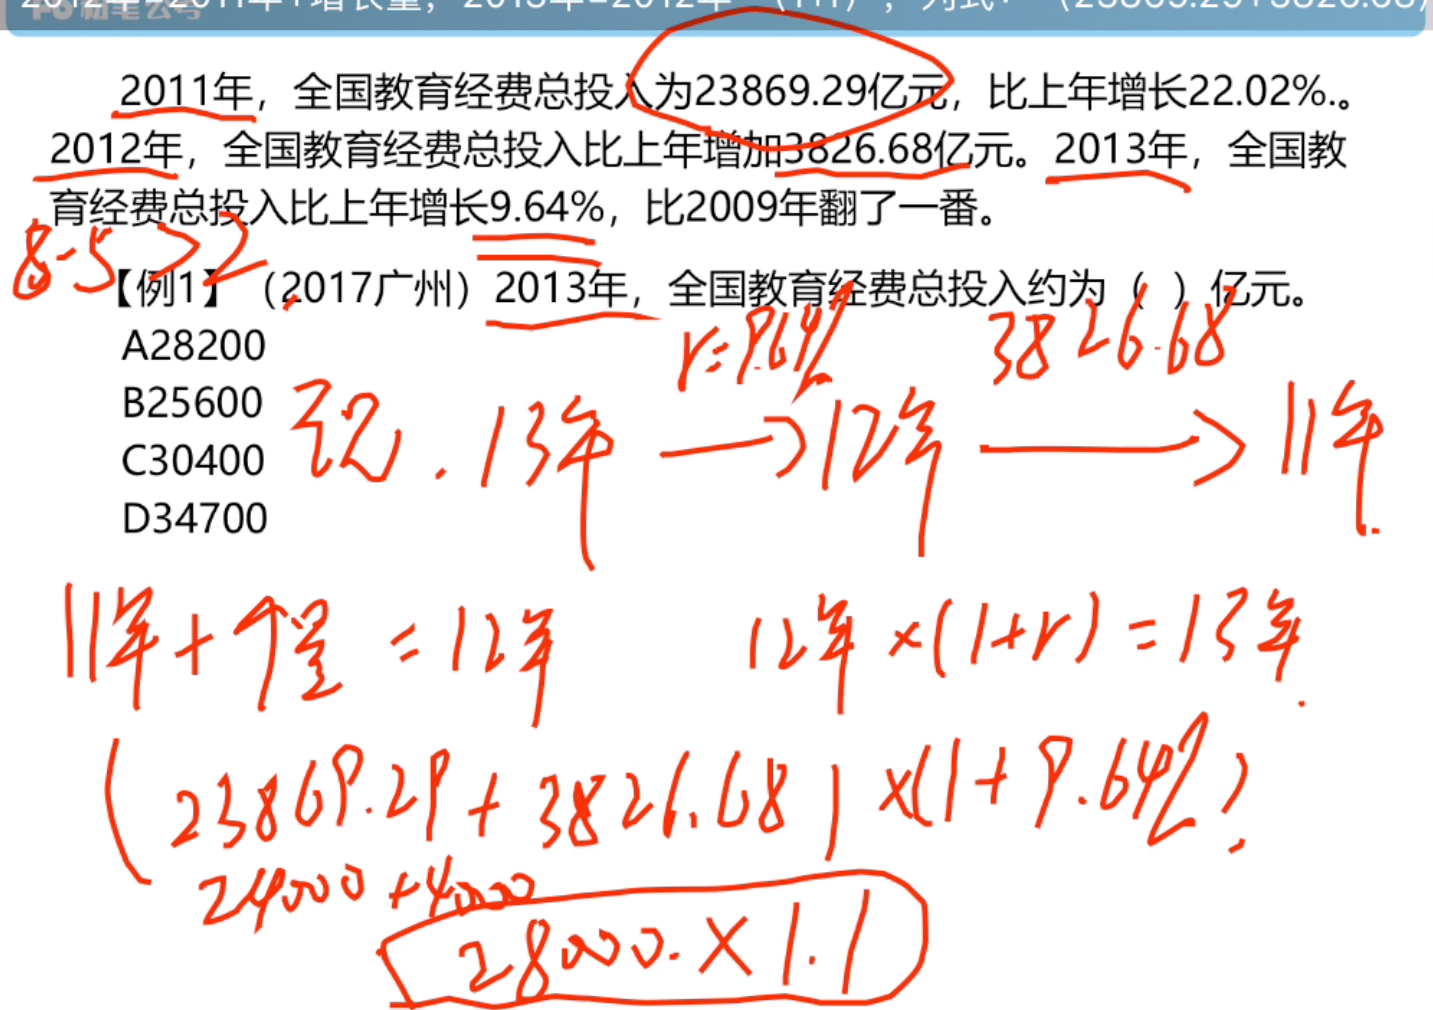 2011年，全国教育经费总投入为23869.29亿元，比上年增长22.02%.。
2012年，全国教育经费总投入比上年增加3826.68亿元。2013年，全国教
育经费总投入比上年增长9.64%，比2009年翻了一番。
8-5>2
【例1】（2017广州）2013年，全国教育经费总投入约为（ ）亿元。
A28200
B25600
C30400
D34700
r=9.64% 3826.68
13年 → 12年 → 11年
11年+个量=12年 12年×(1+r)=13年
(23869.29+3826.68)×(1+9.64%)
24000+4000
28000.×1.1